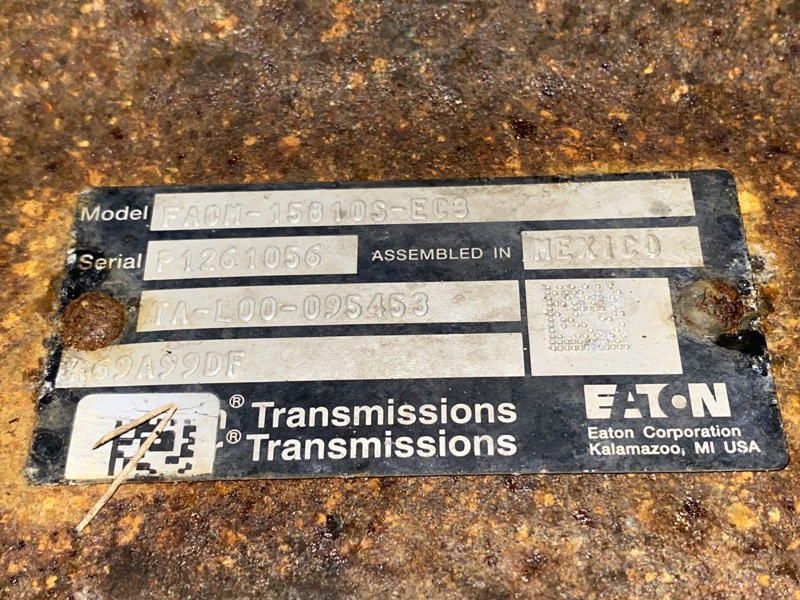 Model FAOM-15810S-EC3
Serial P1261056 ASSEMBLED IN MEXICO
TA-L00-095453
A69A99DF
n® Transmissions
r® Transmissions
EATON
Eaton Corporation
Kalamazoo, MI USA